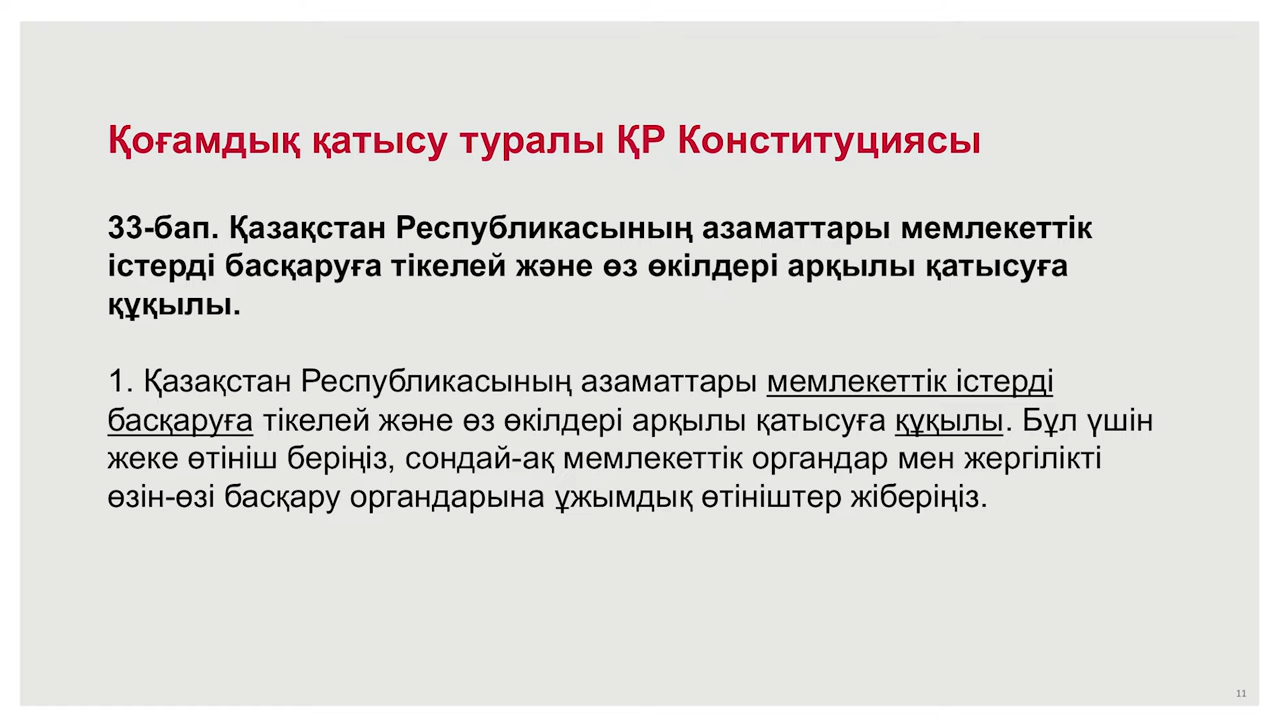 Қоғамдық қатысу туралы ҚР Конституциясы
33-бап. Қазақстан Республикасының азаматтары мемлекеттік
істерді басқаруға тікелей және өз өкілдері арқылы қатысуға
құқылы.
1. Қазақстан Республикасының азаматтары мемлекеттік істерді
басқаруға тікелей және өз өкілдері арқылы қатысуға құқылы. Бұл үшін
жеке өтініш беріңіз, сондай-ақ мемлекеттік органдар мен жергілікті
өзін-өзі басқару органдарына ұжымдық өтініштер жіберіңіз.
11